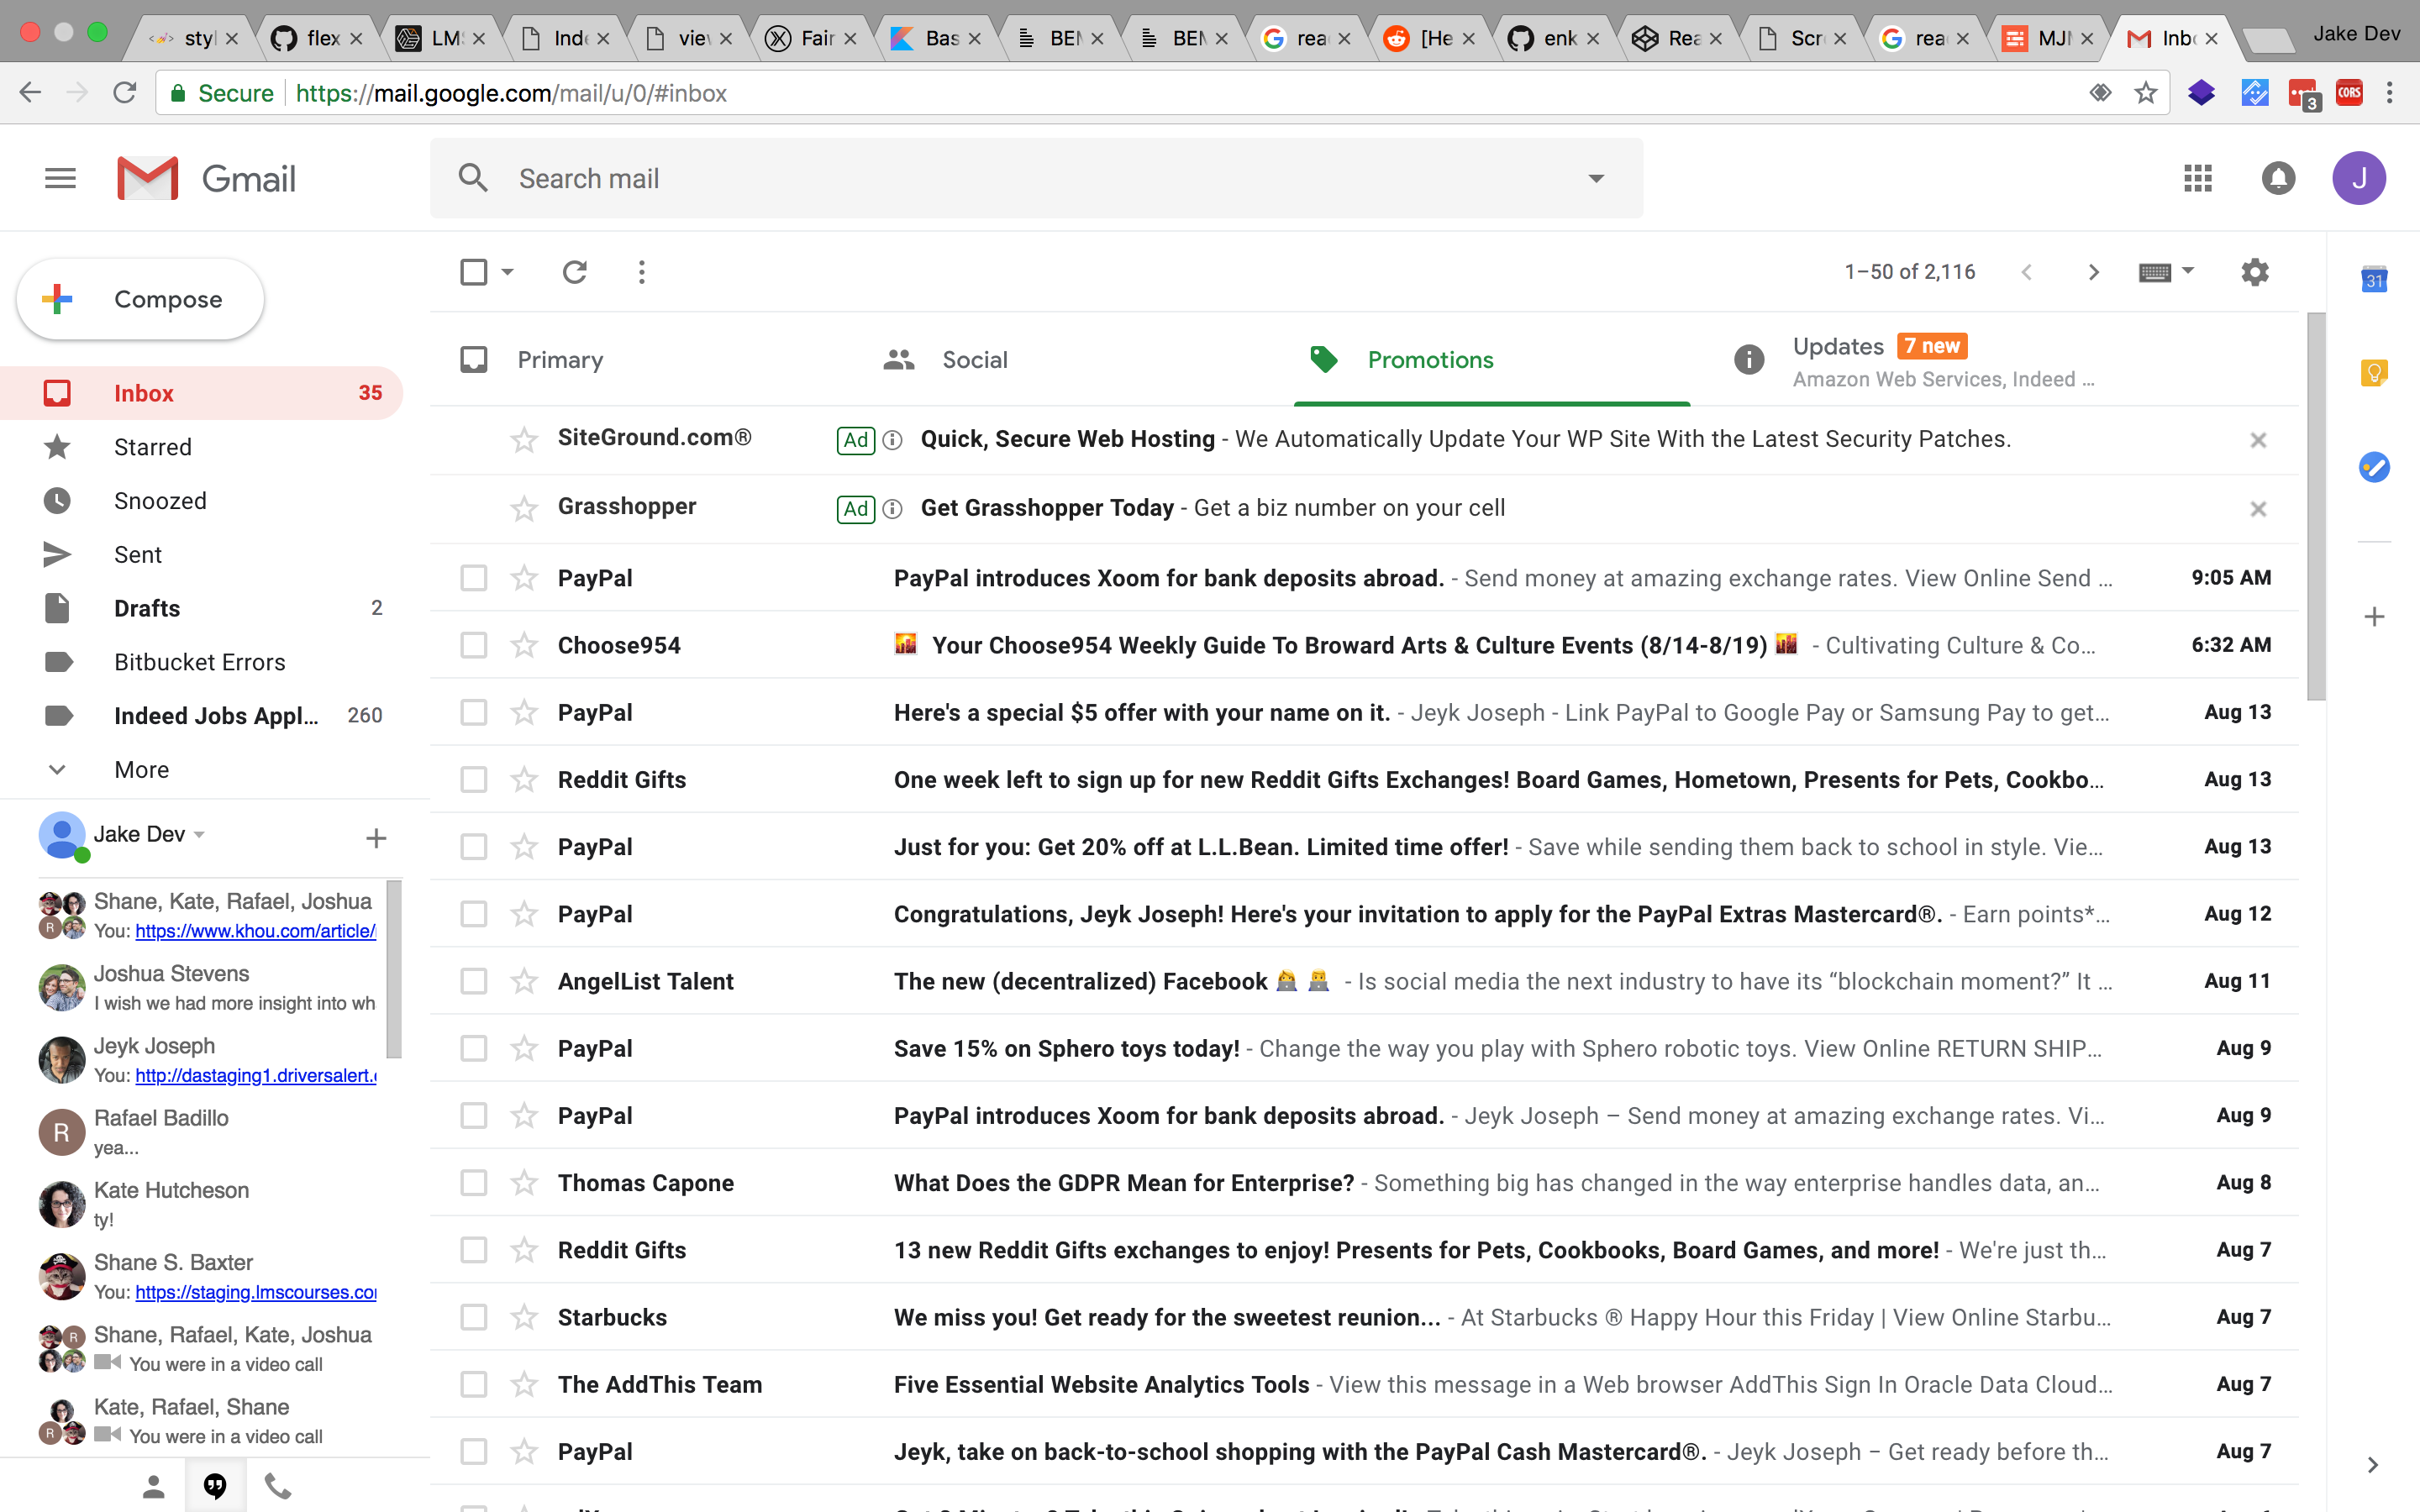 styl flex LMS Inde view Fair Bas BEM BEM rea [He enk Rea Scr rea MJM Inbo Jake Dev
Secure https://mail.google.com/mail/u/0/#inbox 3 CORS
Gmail Search mail J
Compose
1–50 of 2,116
31
Primary Social Promotions Updates 7 new
Amazon Web Services, Indeed ...
Inbox 35
Starred
Snoozed
Sent
Drafts 2
Bitbucket Errors
Indeed Jobs Appl... 260
More
Jake Dev
Shane, Kate, Rafael, Joshua
R You: https://www.khou.com/article/
Joshua Stevens
I wish we had more insight into wh
Jeyk Joseph
You: http://dastaging1.driversalert.
R Rafael Badillo
yea...
Kate Hutcheson
ty!
Shane S. Baxter
You: https://staging.lmscourses.co
R Shane, Rafael, Kate, Joshua
You were in a video call
Kate, Rafael, Shane
R You were in a video call
SiteGround.com® Ad Quick, Secure Web Hosting - We Automatically Update Your WP Site With the Latest Security Patches.
Grasshopper Ad Get Grasshopper Today - Get a biz number on your cell
PayPal PayPal introduces Xoom for bank deposits abroad. - Send money at amazing exchange rates. View Online Send ... 9:05 AM
Choose954 🌇 Your Choose954 Weekly Guide To Broward Arts & Culture Events (8/14-8/19) 🌇 - Cultivating Culture & Co... 6:32 AM
PayPal Here's a special $5 offer with your name on it. - Jeyk Joseph - Link PayPal to Google Pay or Samsung Pay to get... Aug 13
Reddit Gifts One week left to sign up for new Reddit Gifts Exchanges! Board Games, Hometown, Presents for Pets, Cookbo... Aug 13
PayPal Just for you: Get 20% off at L.L.Bean. Limited time offer! - Save while sending them back to school in style. Vie... Aug 13
PayPal Congratulations, Jeyk Joseph! Here's your invitation to apply for the PayPal Extras Mastercard®. - Earn points*... Aug 12
AngelList Talent The new (decentralized) Facebook 👩‍💻 👨‍💻 - Is social media the next industry to have its “blockchain moment?” It ... Aug 11
PayPal Save 15% on Sphero toys today! - Change the way you play with Sphero robotic toys. View Online RETURN SHIP... Aug 9
PayPal PayPal introduces Xoom for bank deposits abroad. - Jeyk Joseph – Send money at amazing exchange rates. Vi... Aug 9
Thomas Capone What Does the GDPR Mean for Enterprise? - Something big has changed in the way enterprise handles data, an... Aug 8
Reddit Gifts 13 new Reddit Gifts exchanges to enjoy! Presents for Pets, Cookbooks, Board Games, and more! - We're just th... Aug 7
Starbucks We miss you! Get ready for the sweetest reunion... - At Starbucks ® Happy Hour this Friday | View Online Starbu... Aug 7
The AddThis Team Five Essential Website Analytics Tools - View this message in a Web browser AddThis Sign In Oracle Data Cloud... Aug 7
PayPal Jeyk, take on back-to-school shopping with the PayPal Cash Mastercard®. - Jeyk Joseph – Get ready before th... Aug 7